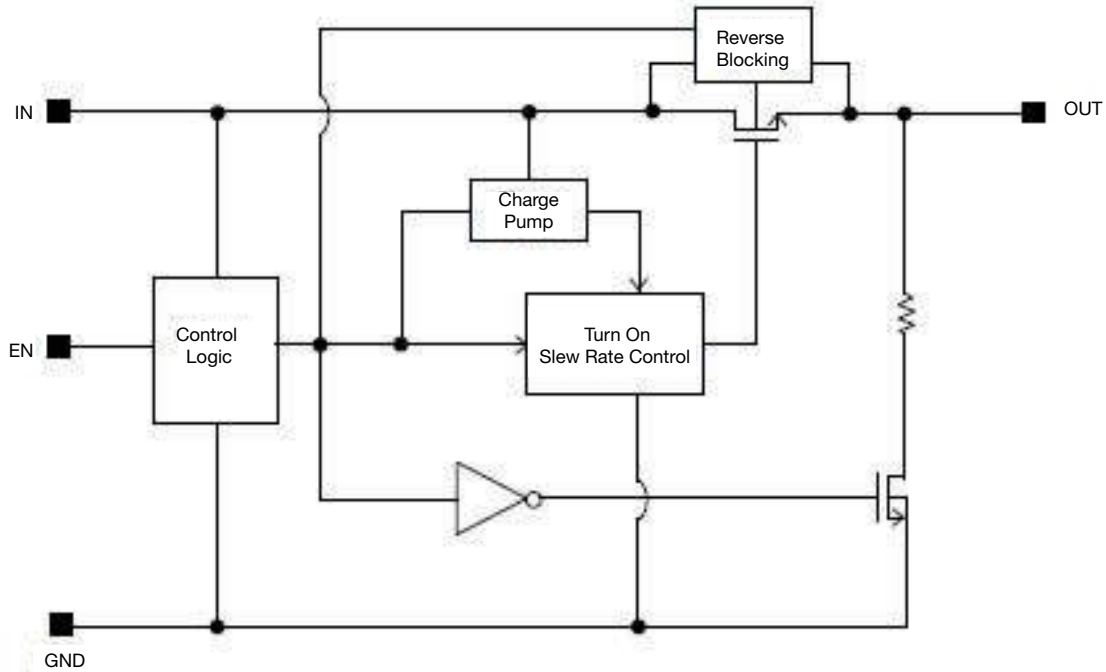 Reverse
Blocking
IN
OUT
Charge
Pump
Control
Logic
EN
Turn On
Slew Rate Control
GND